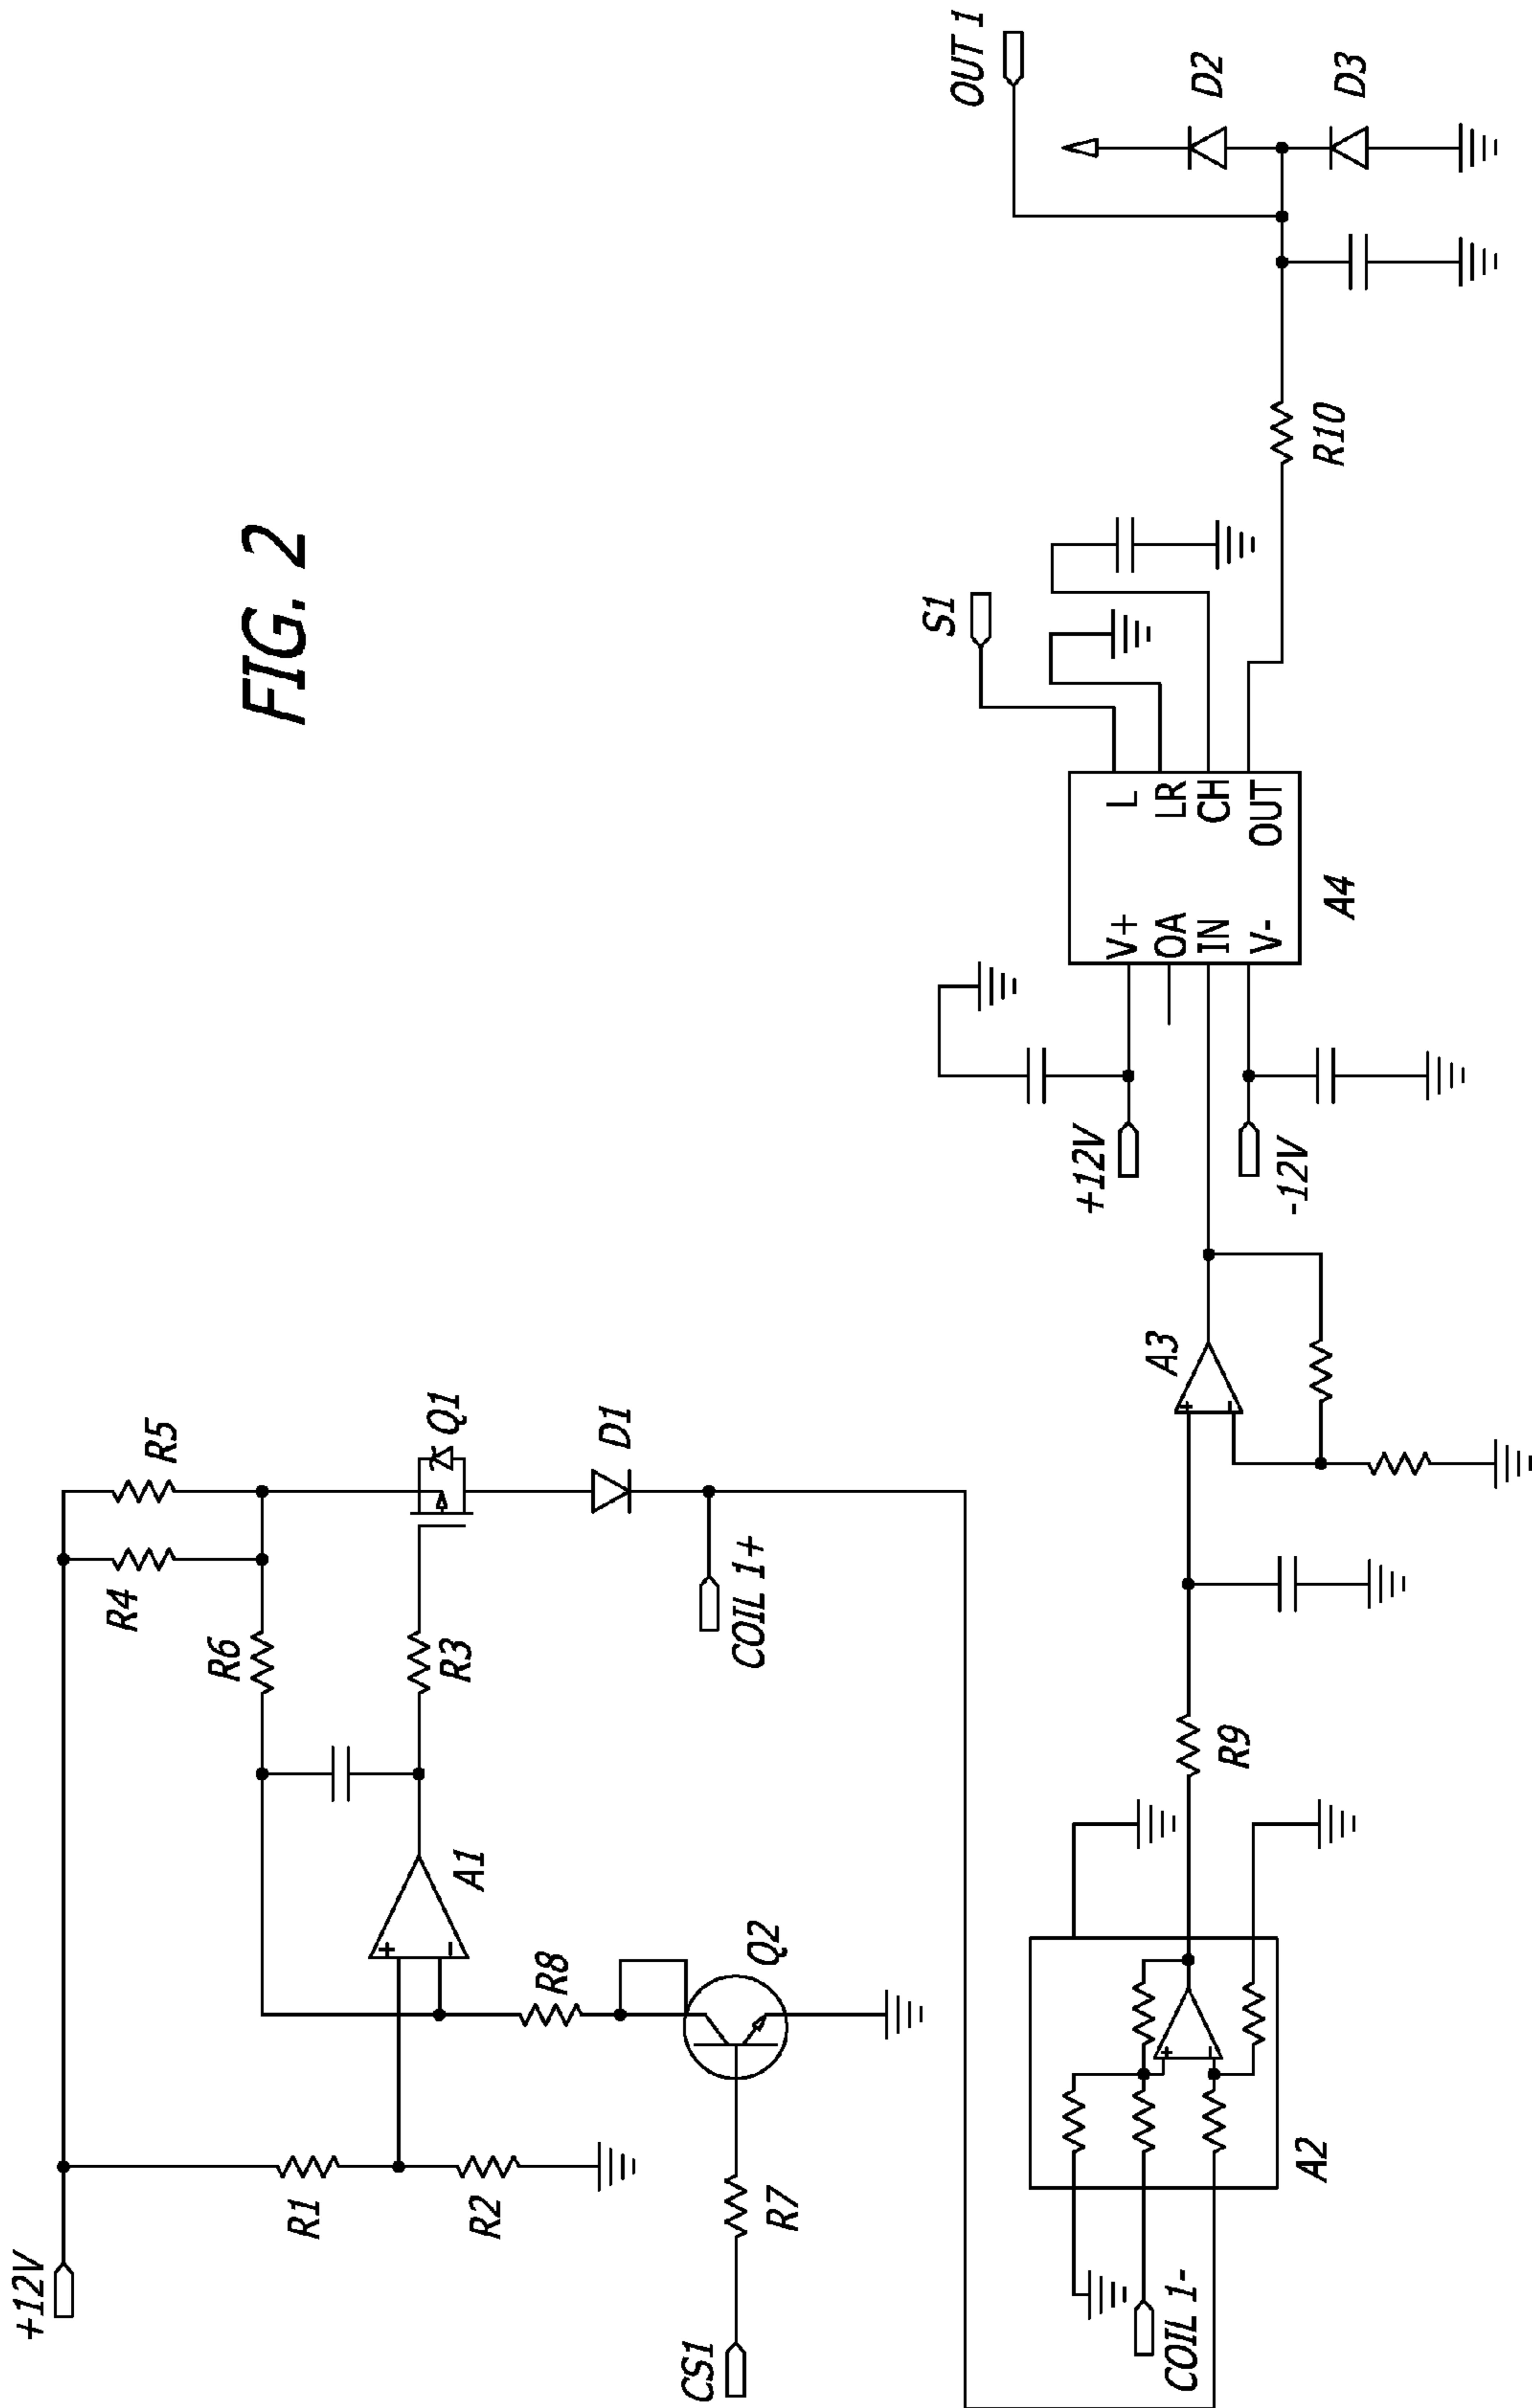 FIG. 2
+12V
R1
R2
R4
R5
R6
R3
Q1
D1
A1
+
-
R8
Q2
R7
CS1
COIL 1+
COIL 1-
A2
+
-
R9
A3
+
-
+12V
-12V
V+
OA
IN
V-
L
LR
CH
OUT
A4
S1
R10
OUT 1
D2
D3